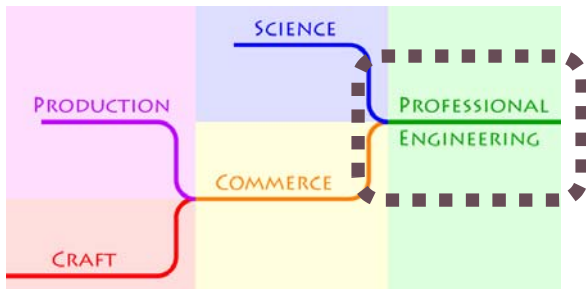 SCIENCE
PRODUCTION
PROFESSIONAL
ENGINEERING
COMMERCE
CRAFT